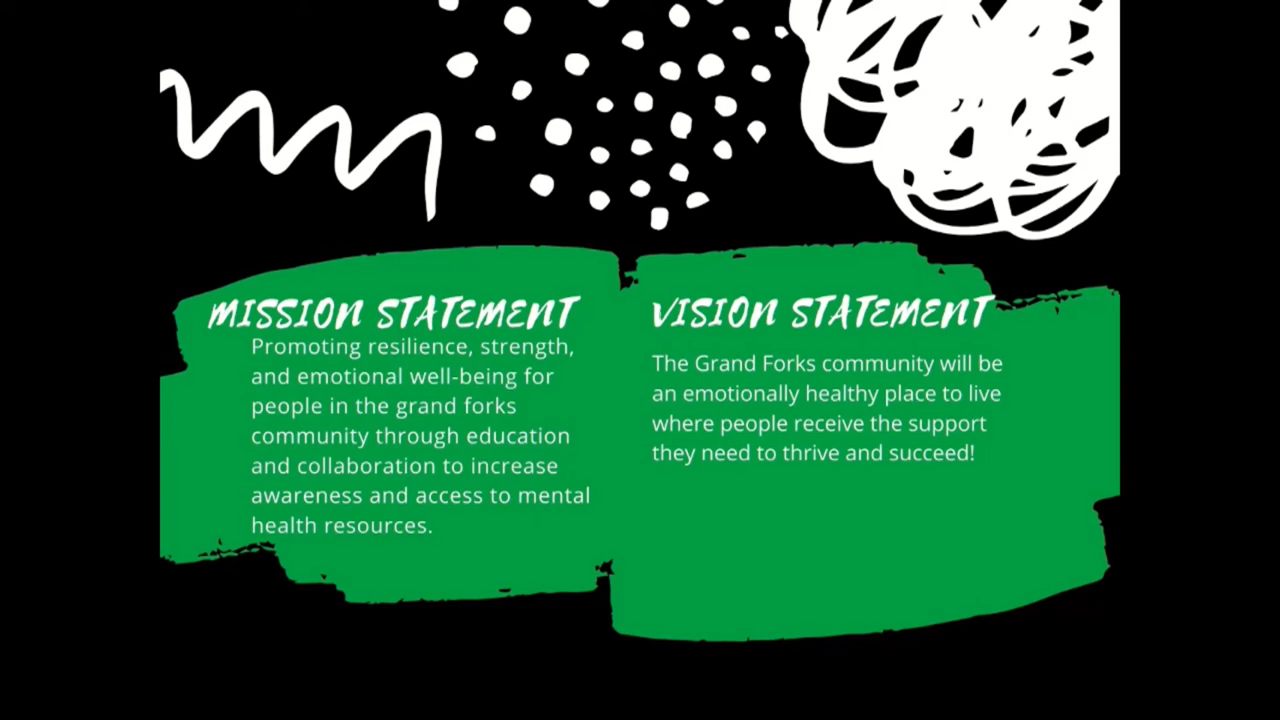 MISSION STATEMENT
Promoting resilience, strength,
and emotional well-being for
people in the grand forks
community through education
and collaboration to increase
awareness and access to mental
health resources.
VISION STATEMENT
The Grand Forks community will be
an emotionally healthy place to live
where people receive the support
they need to thrive and succeed!